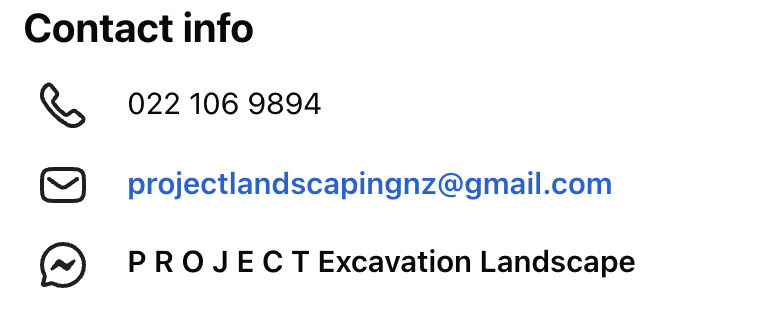 Contact info
022 106 9894
projectlandscapingnz@gmail.com
P R O J E C T Excavation Landscape